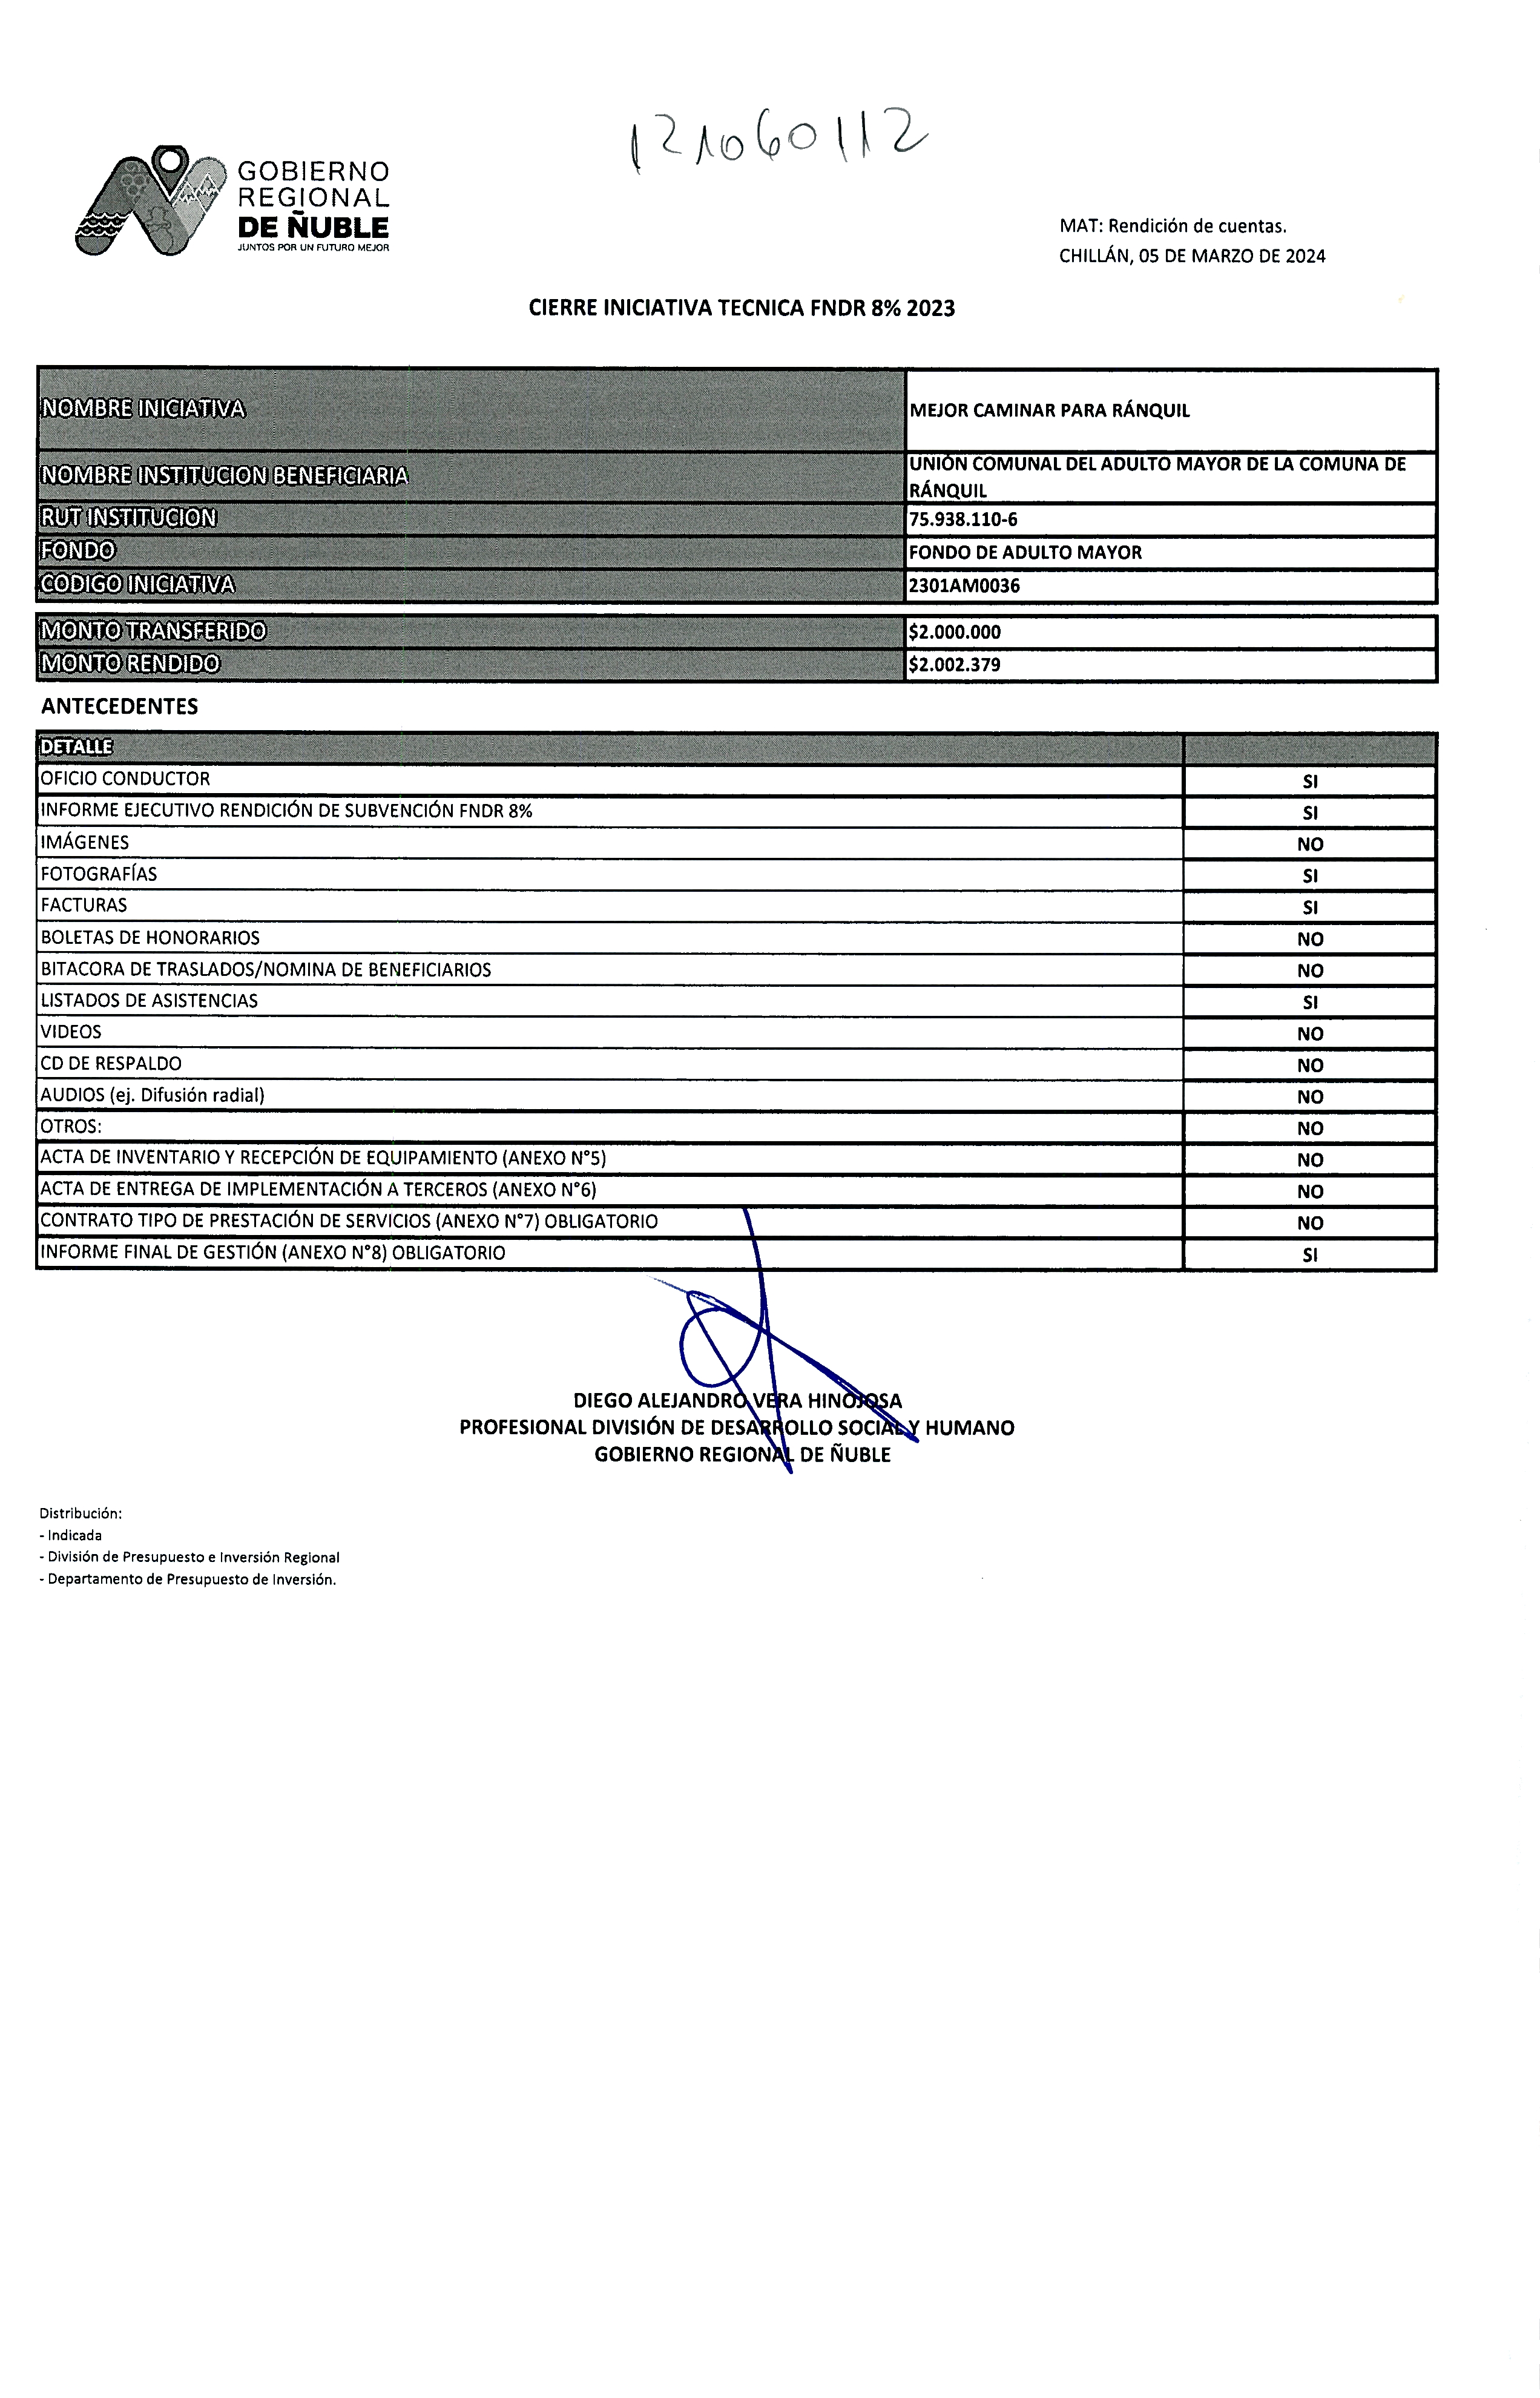 121060112
GOBIERNO
REGIONAL
DE ÑUBLE
JUNTOS POR UN FUTURO MEJOR
MAT: Rendición de cuentas.
CHILLÁN, 05 DE MARZO DE 2024
CIERRE INICIATIVA TECNICA FNDR 8% 2023
NOMBRE INICIATIVA MEJOR CAMINAR PARA RÁNQUIL
NOMBRE INSTITUCION BENEFICIARIA UNIÓN COMUNAL DEL ADULTO MAYOR DE LA COMUNA DE
RÁNQUIL
RUT INSTITUCION 75.938.110-6
FONDO FONDO DE ADULTO MAYOR
CODIGO INICIATIVA 2301AM0036
MONTO TRANSFERIDO $2.000.000
MONTO RENDIDO $2.002.379
ANTECEDENTES
DETALLE
OFICIO CONDUCTOR SI
INFORME EJECUTIVO RENDICIÓN DE SUBVENCIÓN FNDR 8% SI
IMÁGENES NO
FOTOGRAFÍAS SI
FACTURAS SI
BOLETAS DE HONORARIOS NO
BITACORA DE TRASLADOS/NOMINA DE BENEFICIARIOS NO
LISTADOS DE ASISTENCIAS SI
VIDEOS NO
CD DE RESPALDO NO
AUDIOS (ej. Difusión radial) NO
OTROS: NO
ACTA DE INVENTARIO Y RECEPCIÓN DE EQUIPAMIENTO (ANEXO N°5) NO
ACTA DE ENTREGA DE IMPLEMENTACIÓN A TERCEROS (ANEXO N°6) NO
CONTRATO TIPO DE PRESTACIÓN DE SERVICIOS (ANEXO N°7) OBLIGATORIO NO
INFORME FINAL DE GESTIÓN (ANEXO N°8) OBLIGATORIO SI
DIEGO ALEJANDRO VERA HINOJOSA
PROFESIONAL DIVISIÓN DE DESARROLLO SOCIAL Y HUMANO
GOBIERNO REGIONAL DE ÑUBLE
Distribución:
- Indicada
- División de Presupuesto e Inversión Regional
- Departamento de Presupuesto de Inversión.